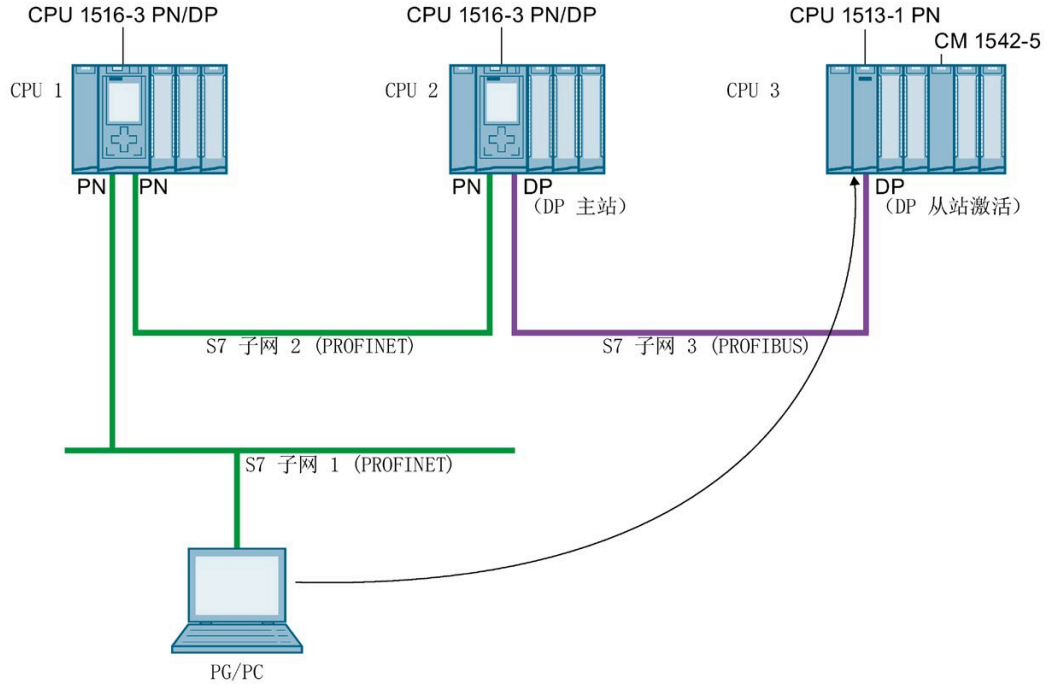 CPU 1516-3 PN/DP
CPU 1516-3 PN/DP
CPU 1513-1 PN
CM 1542-5
CPU 1
CPU 2
CPU 3
PN
PN
PN
DP
(DP 主站)
DP
(DP 从站激活)
S7 子网 2 (PROFINET)
S7 子网 3 (PROFIBUS)
S7 子网 1 (PROFINET)
PG/PC